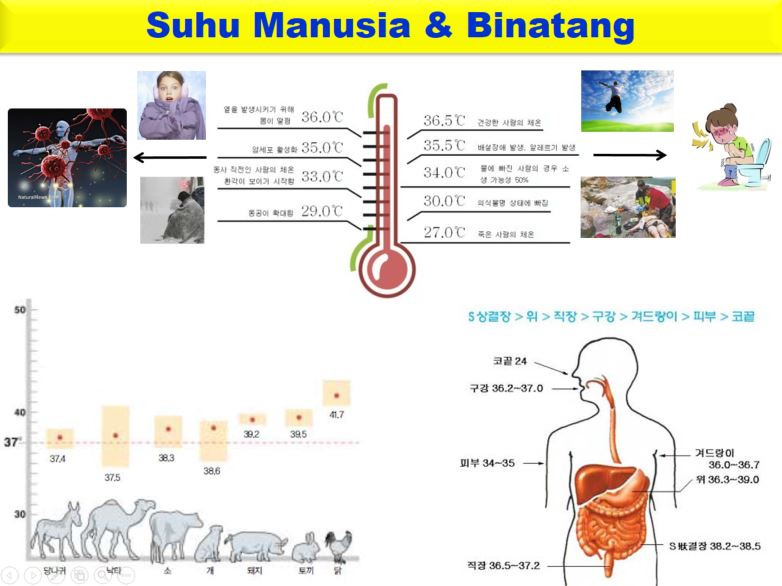 Suhu Manusia & Binatang
열을 발생시키기 위해
몸이 떨림
36.0℃
암세포 활성화
35.0℃
동사 직전인 사람의 체온
환각이 보이기 시작함
33.0℃
동공이 확대됨
29.0℃
36.5℃
건강한 사람의 체온
35.5℃
배설장애 발생, 알레르기 발생
34.0℃
물에 빠진 사람의 경우 소
생 가능성 50%
30.0℃
의식불명 상태에 빠짐
27.0℃
죽은 사람의 체온
NaturalNews
50
40
37°
30
37.4
37.5
38.3
38.6
39.2
39.5
41.7
당나귀
낙타
소
개
돼지
토끼
닭
S상결장 > 위 > 직장 > 구강 > 겨드랑이 > 피부 > 코끝
코끝 24
구강 36.2~37.0
피부 34~35
겨드랑이
36.0~36.7
위 36.3~39.0
결장 38.2~38.5
직장 36.5~37.2